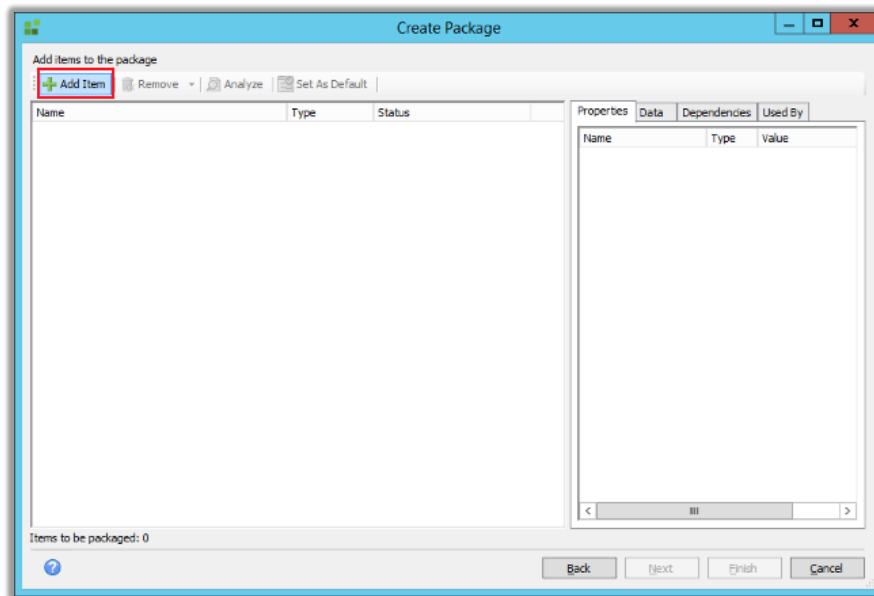 Create Package
Add items to the package
Add Item Remove Analyze Set As Default
Name Type Status
Properties Data Dependencies Used By
Name Type Value
Items to be packaged: 0
Back Next Finish Cancel